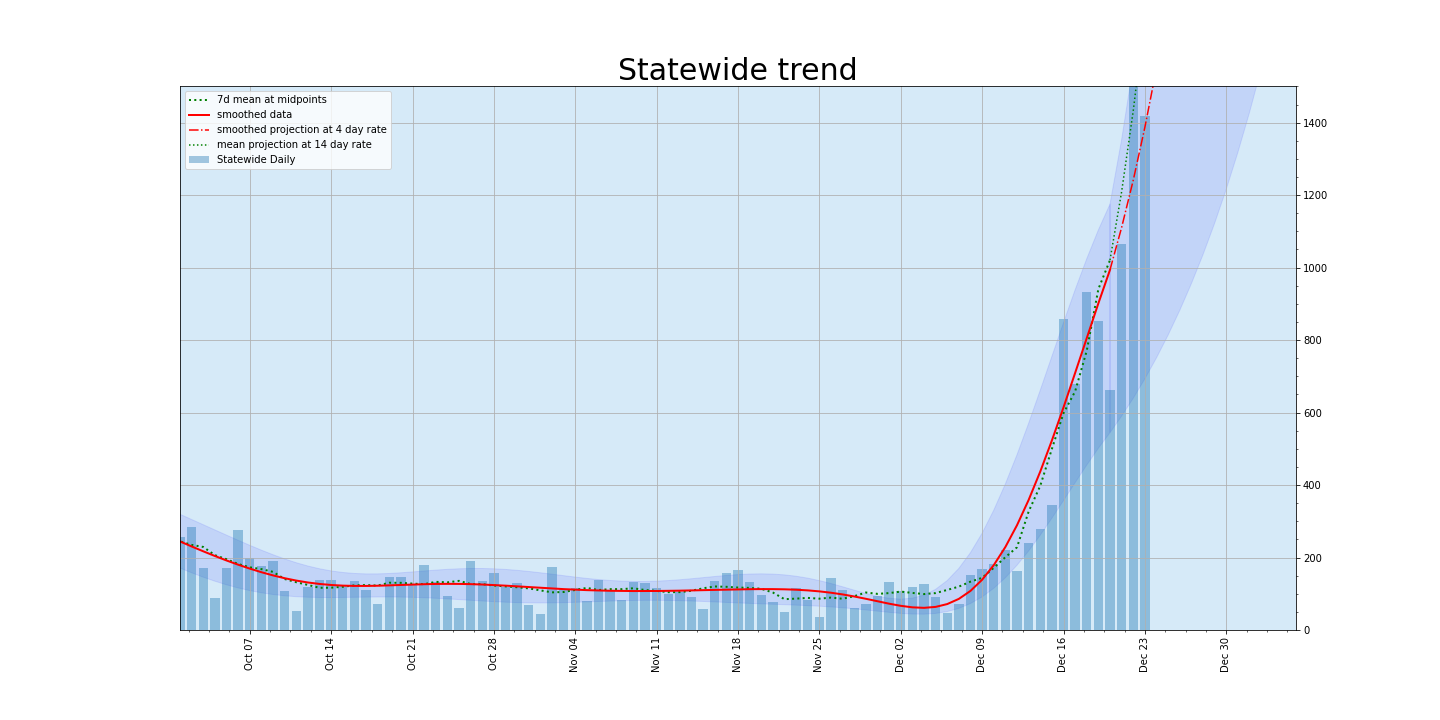 Statewide trend
7d mean at midpoints
smoothed data
smoothed projection at 4 day rate
mean projection at 14 day rate
Statewide Daily
1400
1200
1000
800
600
400
200
0
Oct 07
Oct 14
Oct 21
Oct 28
Nov 04
Nov 11
Nov 18
Nov 25
Dec 02
Dec 09
Dec 16
Dec 23
Dec 30